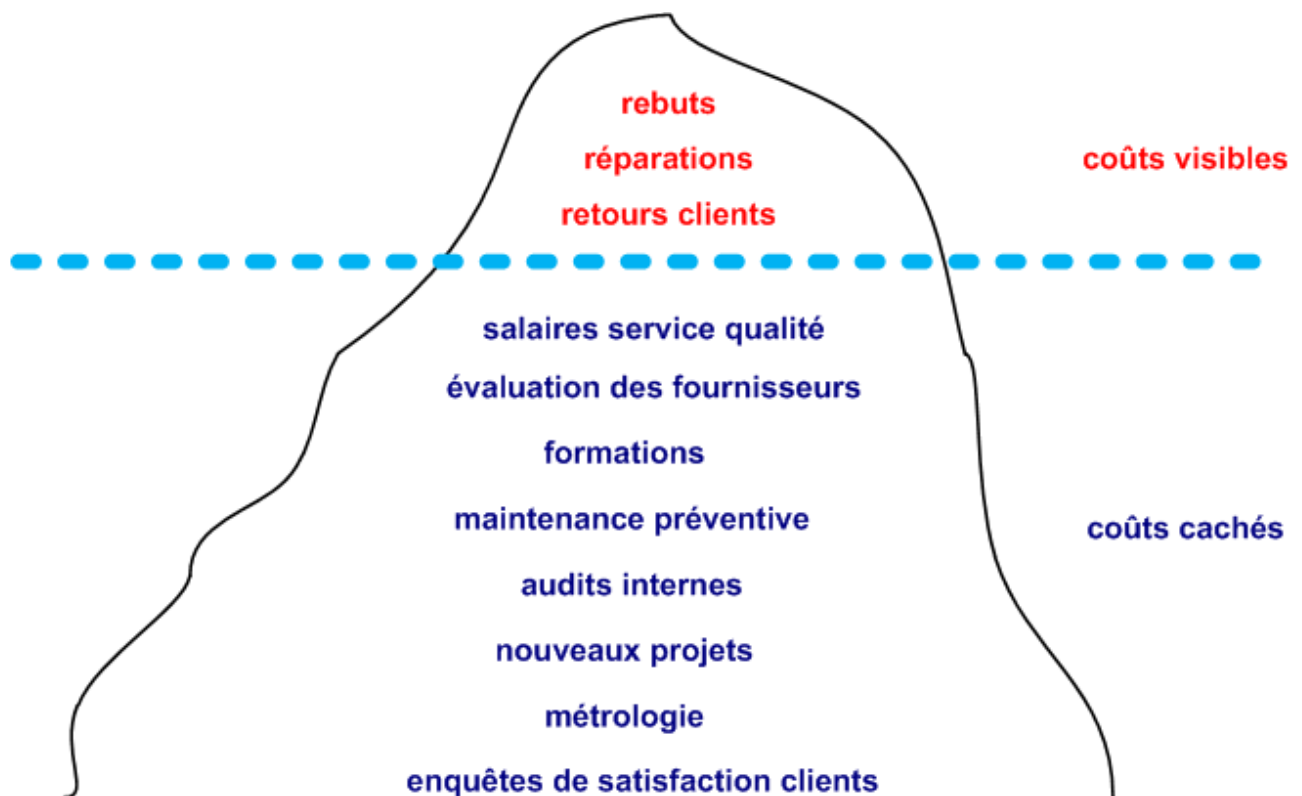 rebuts
réparations
coûts visibles
retours clients
salaires service qualité
évaluation des fournisseurs
formations
maintenance préventive
coûts cachés
audits internes
nouveaux projets
métrologie
enquêtes de satisfaction clients